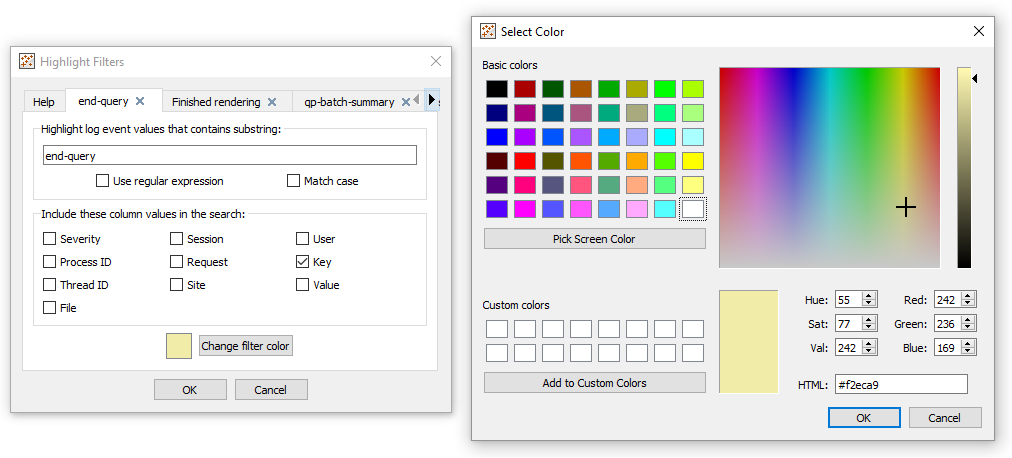 Highlight Filters
Help end-query Finished rendering qp-batch-summary
Highlight log event values that contains substring:
end-query
Use regular expression Match case
Include these column values in the search:
Severity Session User
Process ID Request Key
Thread ID Site Value
File
Change filter color
OK Cancel
Select Color
Basic colors
Pick Screen Color
Custom colors
Add to Custom Colors
Hue: 55 Red: 242
Sat: 77 Green: 236
Val: 242 Blue: 169
HTML: #f2eca9
OK Cancel